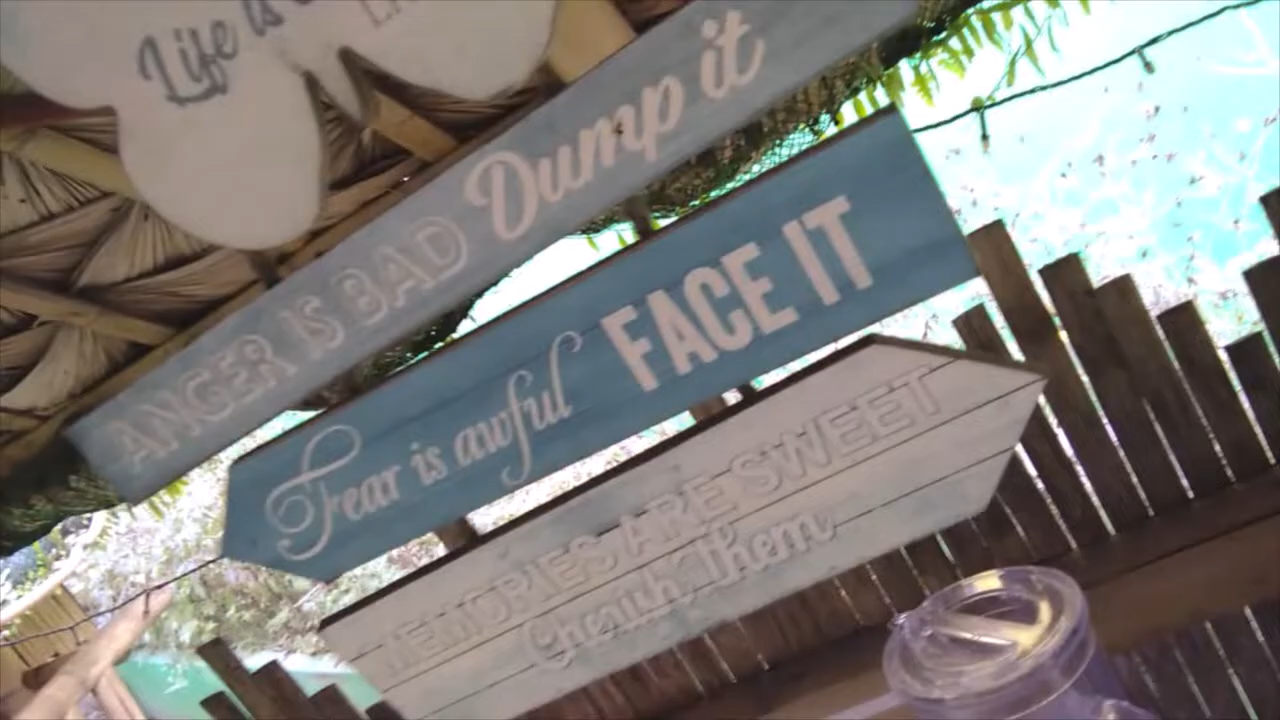 Life is
ANGER IS BAD Dump it
Fear is awful FACE IT
MEMORIES ARE SWEET
Cherish Them